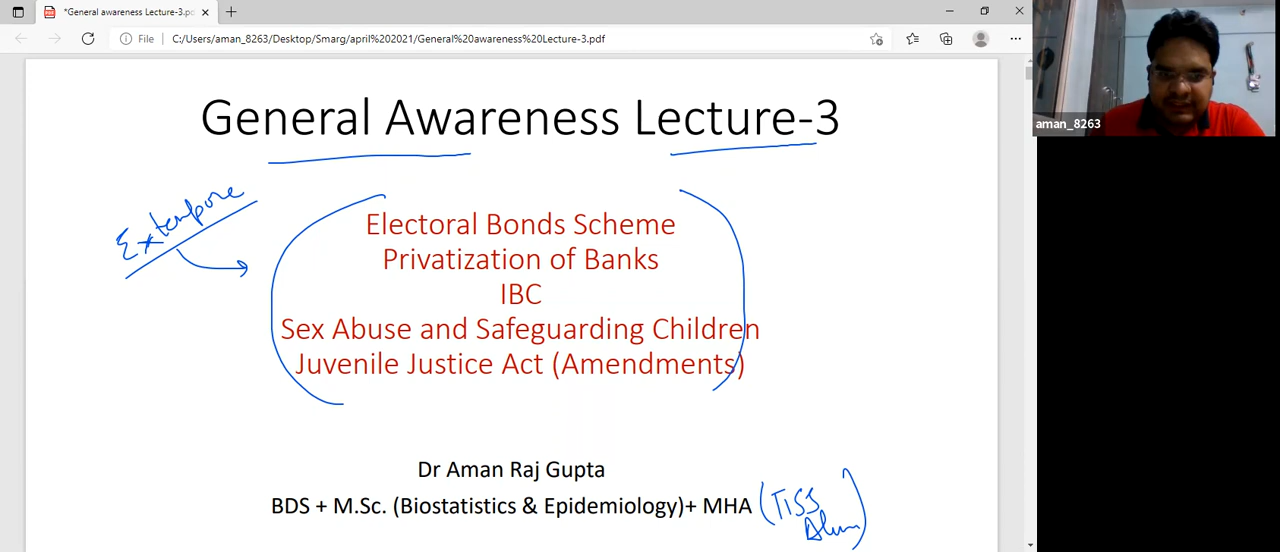 *General awareness Lecture-3.pd
File C:/Users/aman_8263/Desktop/Smarg/april%202021/General%20awareness%20Lecture-3.pdf
aman_8263
General Awareness Lecture-3
Extempore
Electoral Bonds Scheme
Privatization of Banks
IBC
Sex Abuse and Safeguarding Children
Juvenile Justice Act (Amendments)
Dr Aman Raj Gupta
BDS + M.Sc. (Biostatistics & Epidemiology)+ MHA (TISS
Alum)